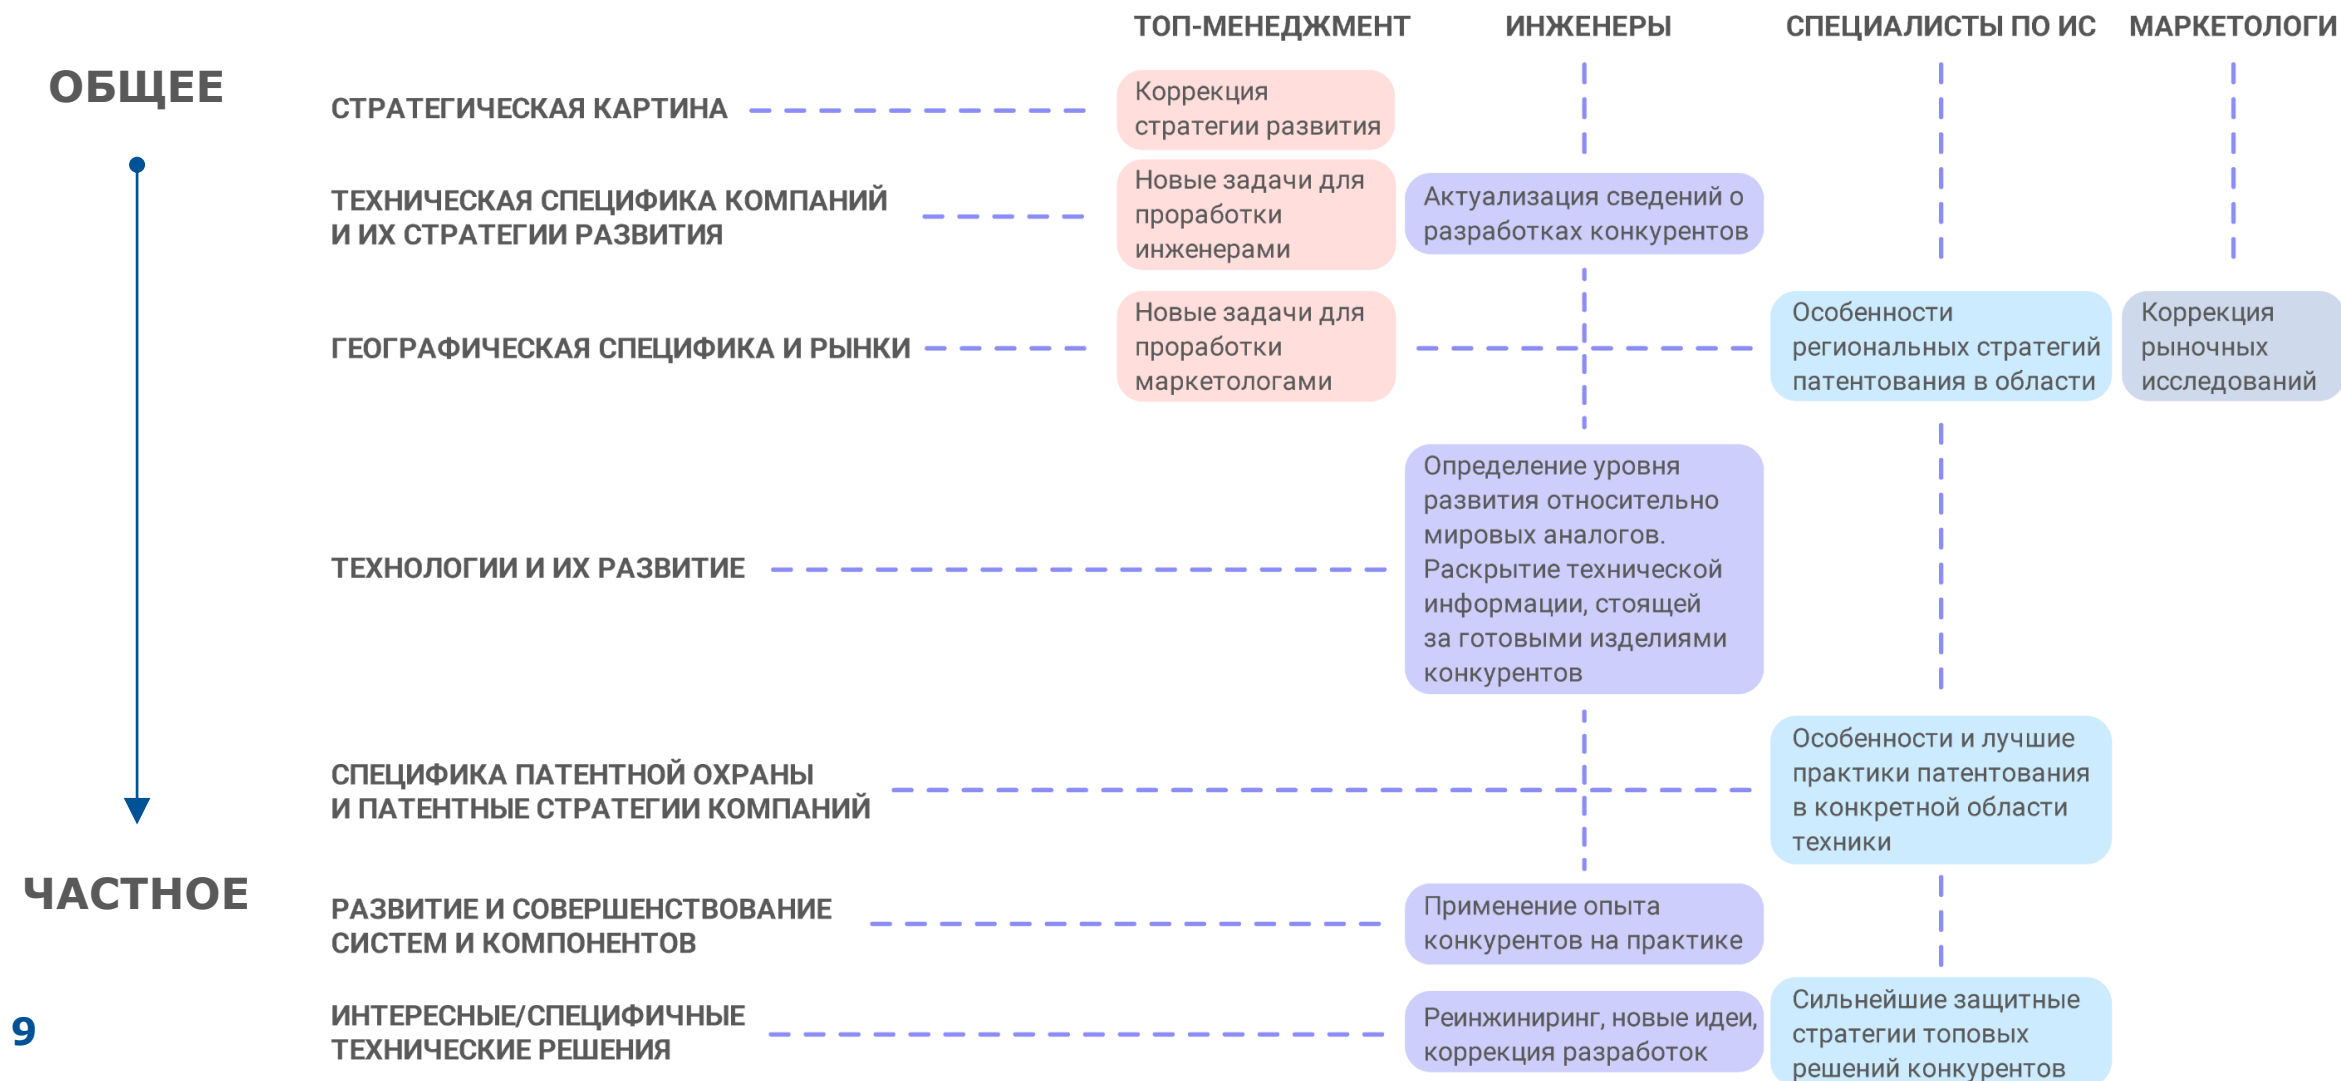 ТОП-МЕНЕДЖМЕНТ
ИНЖЕНЕРЫ
СПЕЦИАЛИСТЫ ПО ИС
МАРКЕТОЛОГИ
ОБЩЕЕ
СТРАТЕГИЧЕСКАЯ КАРТИНА
Коррекция
стратегии развития
ТЕХНИЧЕСКАЯ СПЕЦИФИКА КОМПАНИЙ
И ИХ СТРАТЕГИИ РАЗВИТИЯ
Новые задачи для
проработки
инженерами
Актуализация сведений о
разработках конкурентов
ГЕОГРАФИЧЕСКАЯ СПЕЦИФИКА И РЫНКИ
Новые задачи для
проработки
маркетологами
Особенности
региональных стратегий
патентования в области
Коррекция
рыночных
исследований
ТЕХНОЛОГИИ И ИХ РАЗВИТИЕ
Определение уровня
развития относительно
мировых аналогов.
Раскрытие технической
информации, стоящей
за готовыми изделиями
конкурентов
СПЕЦИФИКА ПАТЕНТНОЙ ОХРАНЫ
И ПАТЕНТНЫЕ СТРАТЕГИИ КОМПАНИЙ
Особенности и лучшие
практики патентования
в конкретной области
техники
ЧАСТНОЕ
РАЗВИТИЕ И СОВЕРШЕНСТВОВАНИЕ
СИСТЕМ И КОМПОНЕНТОВ
Применение опыта
конкурентов на практике
ИНТЕРЕСНЫЕ/СПЕЦИФИЧНЫЕ
ТЕХНИЧЕСКИЕ РЕШЕНИЯ
Реинжиниринг, новые идеи,
коррекция разработок
Сильнейшие защитные
стратегии топовых
решений конкурентов
9